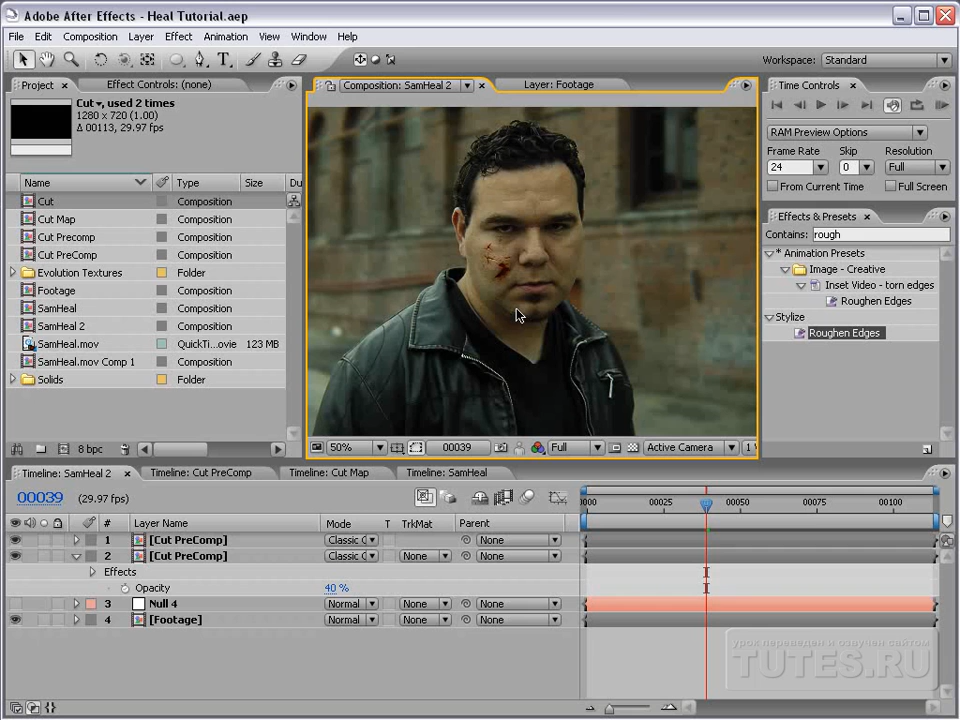 Adobe After Effects - Heal Tutorial.aep
File Edit Composition Layer Effect Animation View Window Help
Workspace: Standard
Project Effect Controls: (none)
Composition: SamHeal 2 Layer: Footage
Time Controls
Cut, used 2 times
1280 x 720 (1.00)
Δ 00113, 29.97 fps
RAM Preview Options
Frame Rate Skip Resolution
24 0 Full
From Current Time Full Screen
Name Type Size Du
Cut Composition
Cut Map Composition
Cut Precomp Composition
Cut PreComp Composition
Evolution Textures Folder
Footage Composition
SamHeal Composition
SamHeal 2 Composition
SamHeal.mov QuickTi...ovie 123 MB
SamHeal.mov Comp 1 Composition
Solids Folder
8 bpc
Effects & Presets
Contains: rough
* Animation Presets
Image - Creative
Inset Video - torn edges
Roughen Edges
Stylize
Roughen Edges
50% 00039 Full Active Camera 1
Timeline: SamHeal 2 Timeline: Cut PreComp Timeline: Cut Map Timeline: SamHeal
00039 (29.97 fps)
0000 00025 00050 00075 00100
# Layer Name Mode T TrkMat Parent
1 [Cut PreComp] Classic C None
2 [Cut PreComp] Classic C None None
Effects
Opacity 40 %
3 Null 4 Normal None None
4 [Footage] Normal None None
урок переведен и озвучен сайтом
TUTES.RU